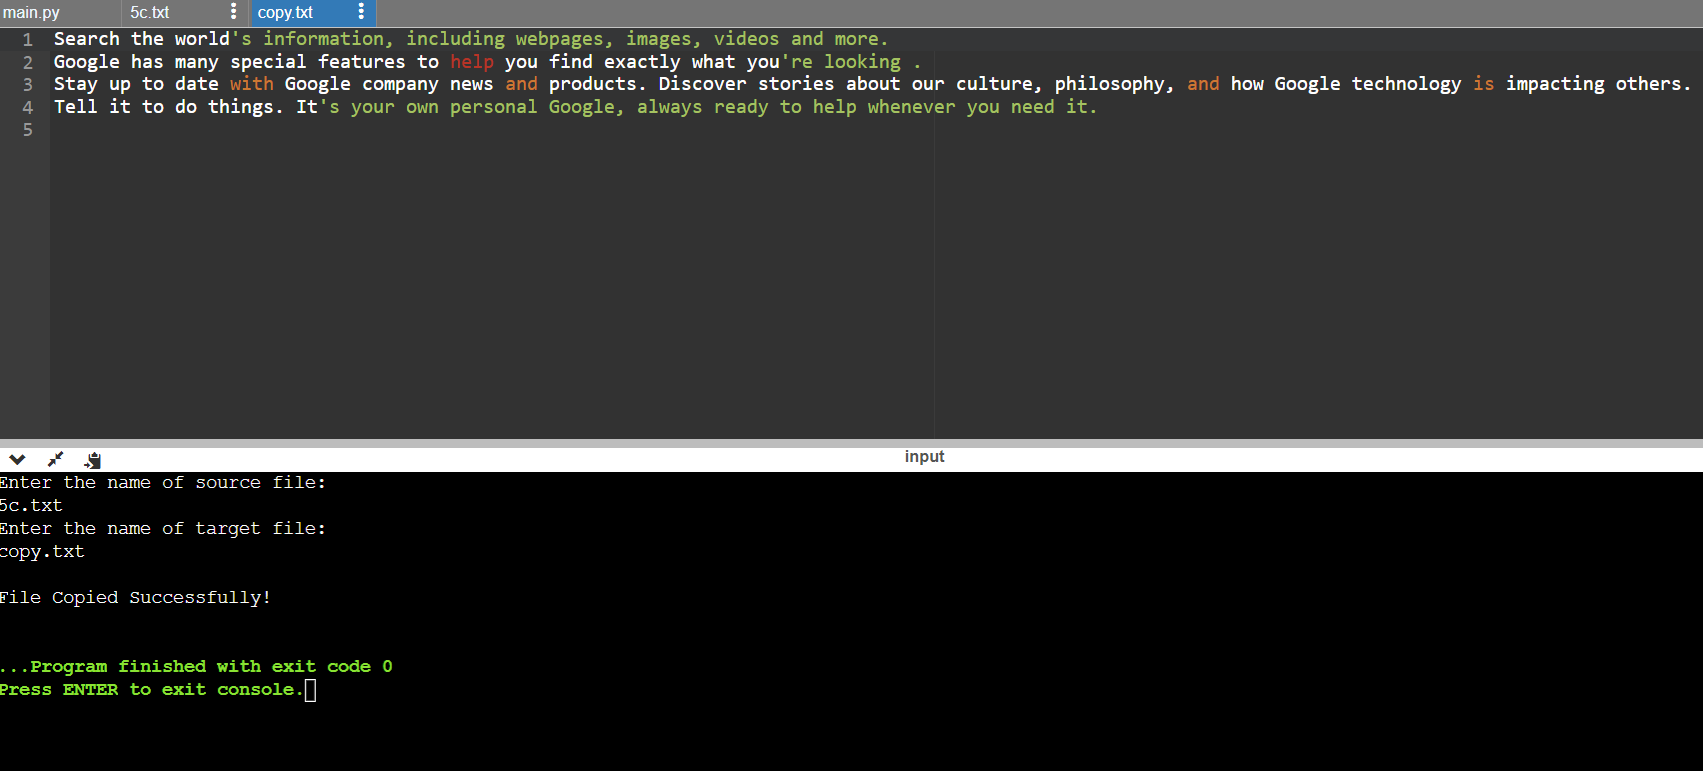 main.py 5c.txt copy.txt
1 Search the world's information, including webpages, images, videos and more.
2 Google has many special features to help you find exactly what you're looking .
3 Stay up to date with Google company news and products. Discover stories about our culture, philosophy, and how Google technology is impacting others.
4 Tell it to do things. It's your own personal Google, always ready to help whenever you need it.
5
input
Enter the name of source file:
5c.txt
Enter the name of target file:
copy.txt
File Copied Successfully!
...Program finished with exit code 0
Press ENTER to exit console.